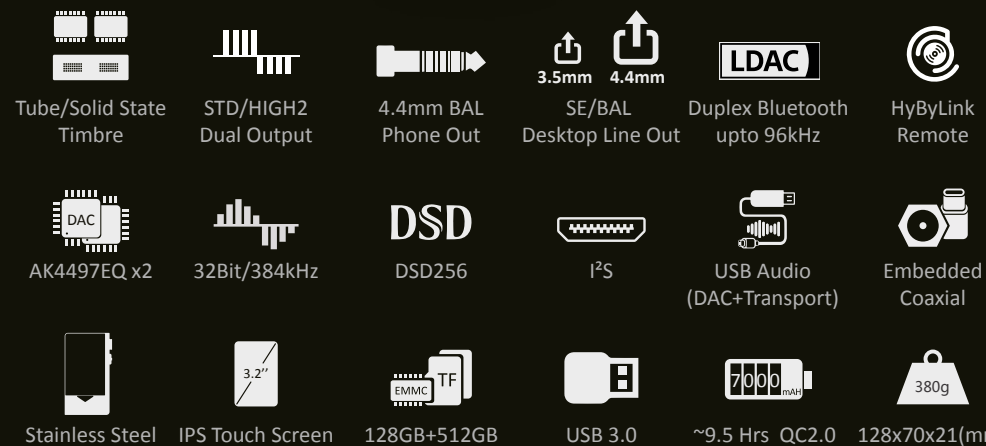 3.5mm 4.4mm
LDAC
Tube/Solid State
Timbre
STD/HIGH2
Dual Output
4.4mm BAL
Phone Out
SE/BAL
Desktop Line Out
Duplex Bluetooth
upto 96kHz
HyByLink
Remote
DAC
DSD
AK4497EQ x2
32Bit/384kHz
DSD256
I²S
USB Audio
(DAC+Transport)
Embedded
Coaxial
3.2’’
EMMC
TF
7000 mAH
380g
Stainless Steel
IPS Touch Screen
128GB+512GB
USB 3.0
~9.5 Hrs QC2.0
128x70x21(m